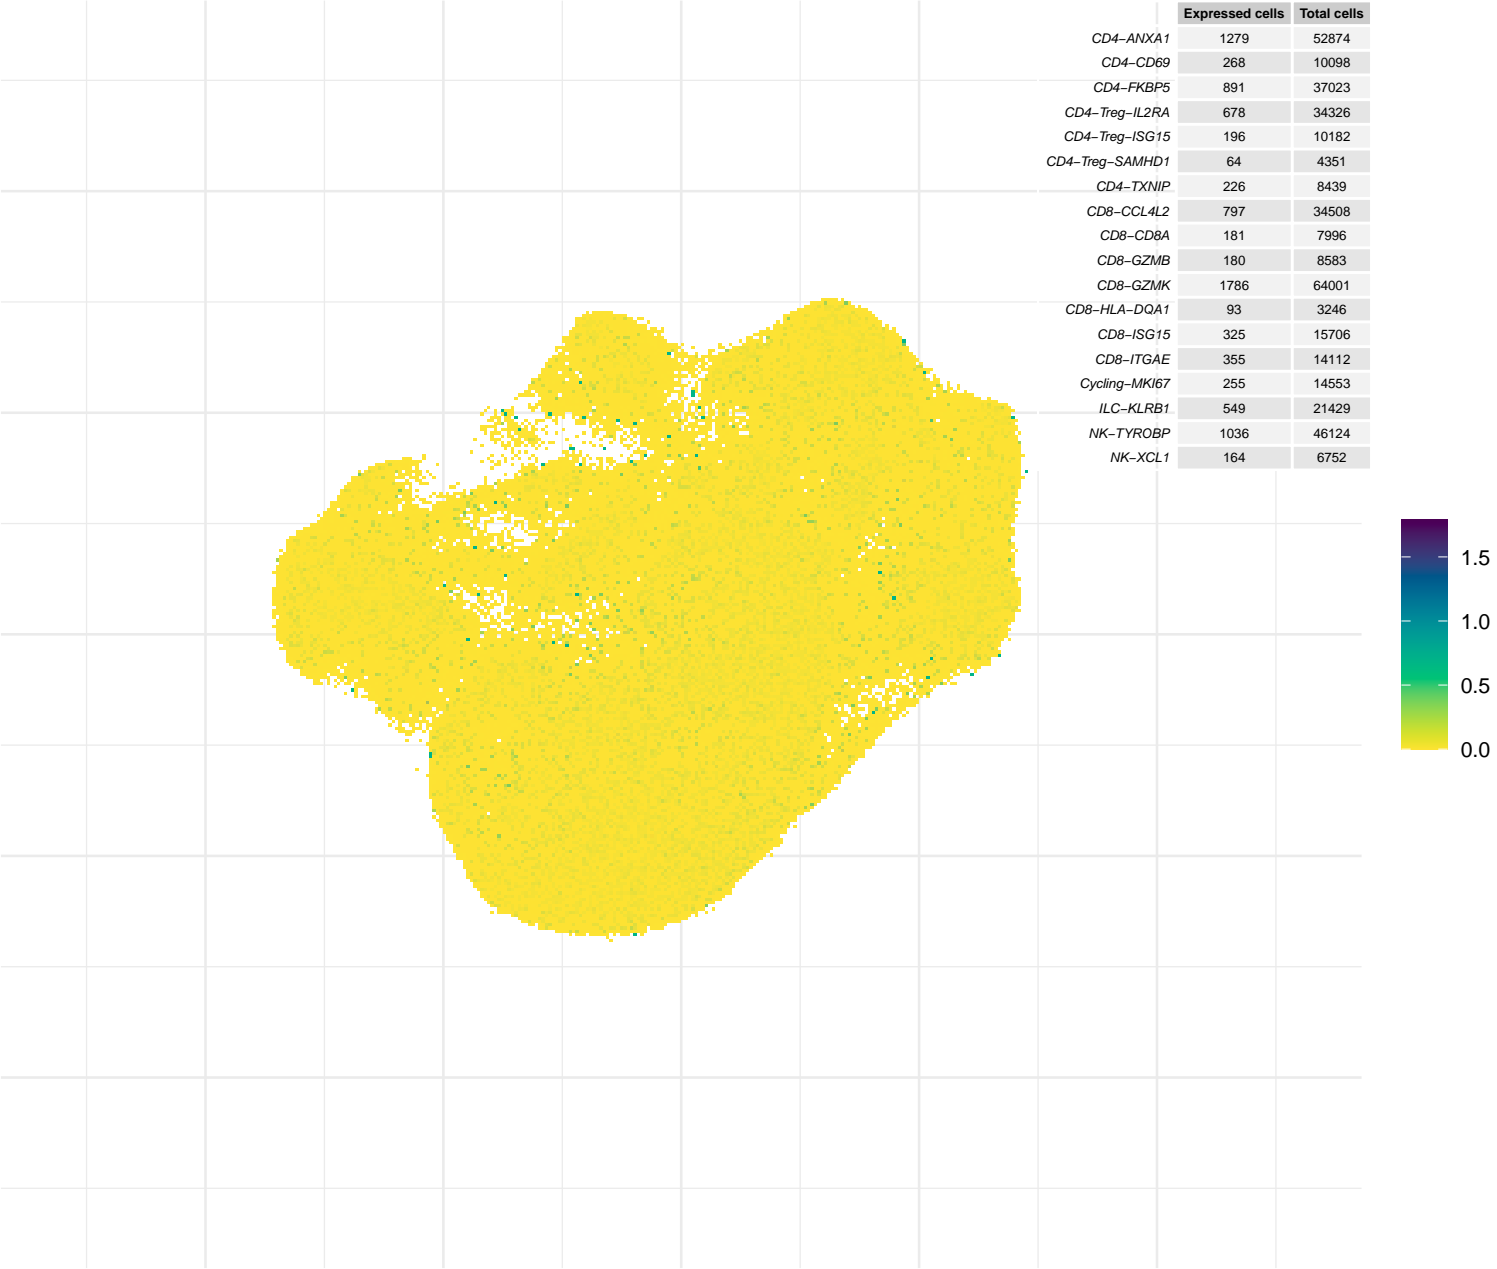 Expressed cells Total cells
CD4−ANXA1 1279 52874
CD4−CD69 268 10098
CD4−FKBP5 891 37023
CD4−Treg−IL2RA 678 34326
CD4−Treg−ISG15 196 10182
CD4−Treg−SAMHD1 64 4351
CD4−TXNIP 226 8439
CD8−CCL4L2 797 34508
CD8−CD8A 181 7996
CD8−GZMB 180 8583
CD8−GZMK 1786 64001
CD8−HLA−DQA1 93 3246
CD8−ISG15 325 15706
CD8−ITGAE 355 14112
Cycling−MKI67 255 14553
ILC−KLRB1 549 21429
NK−TYROBP 1036 46124
NK−XCL1 164 6752
1.5
1.0
0.5
0.0